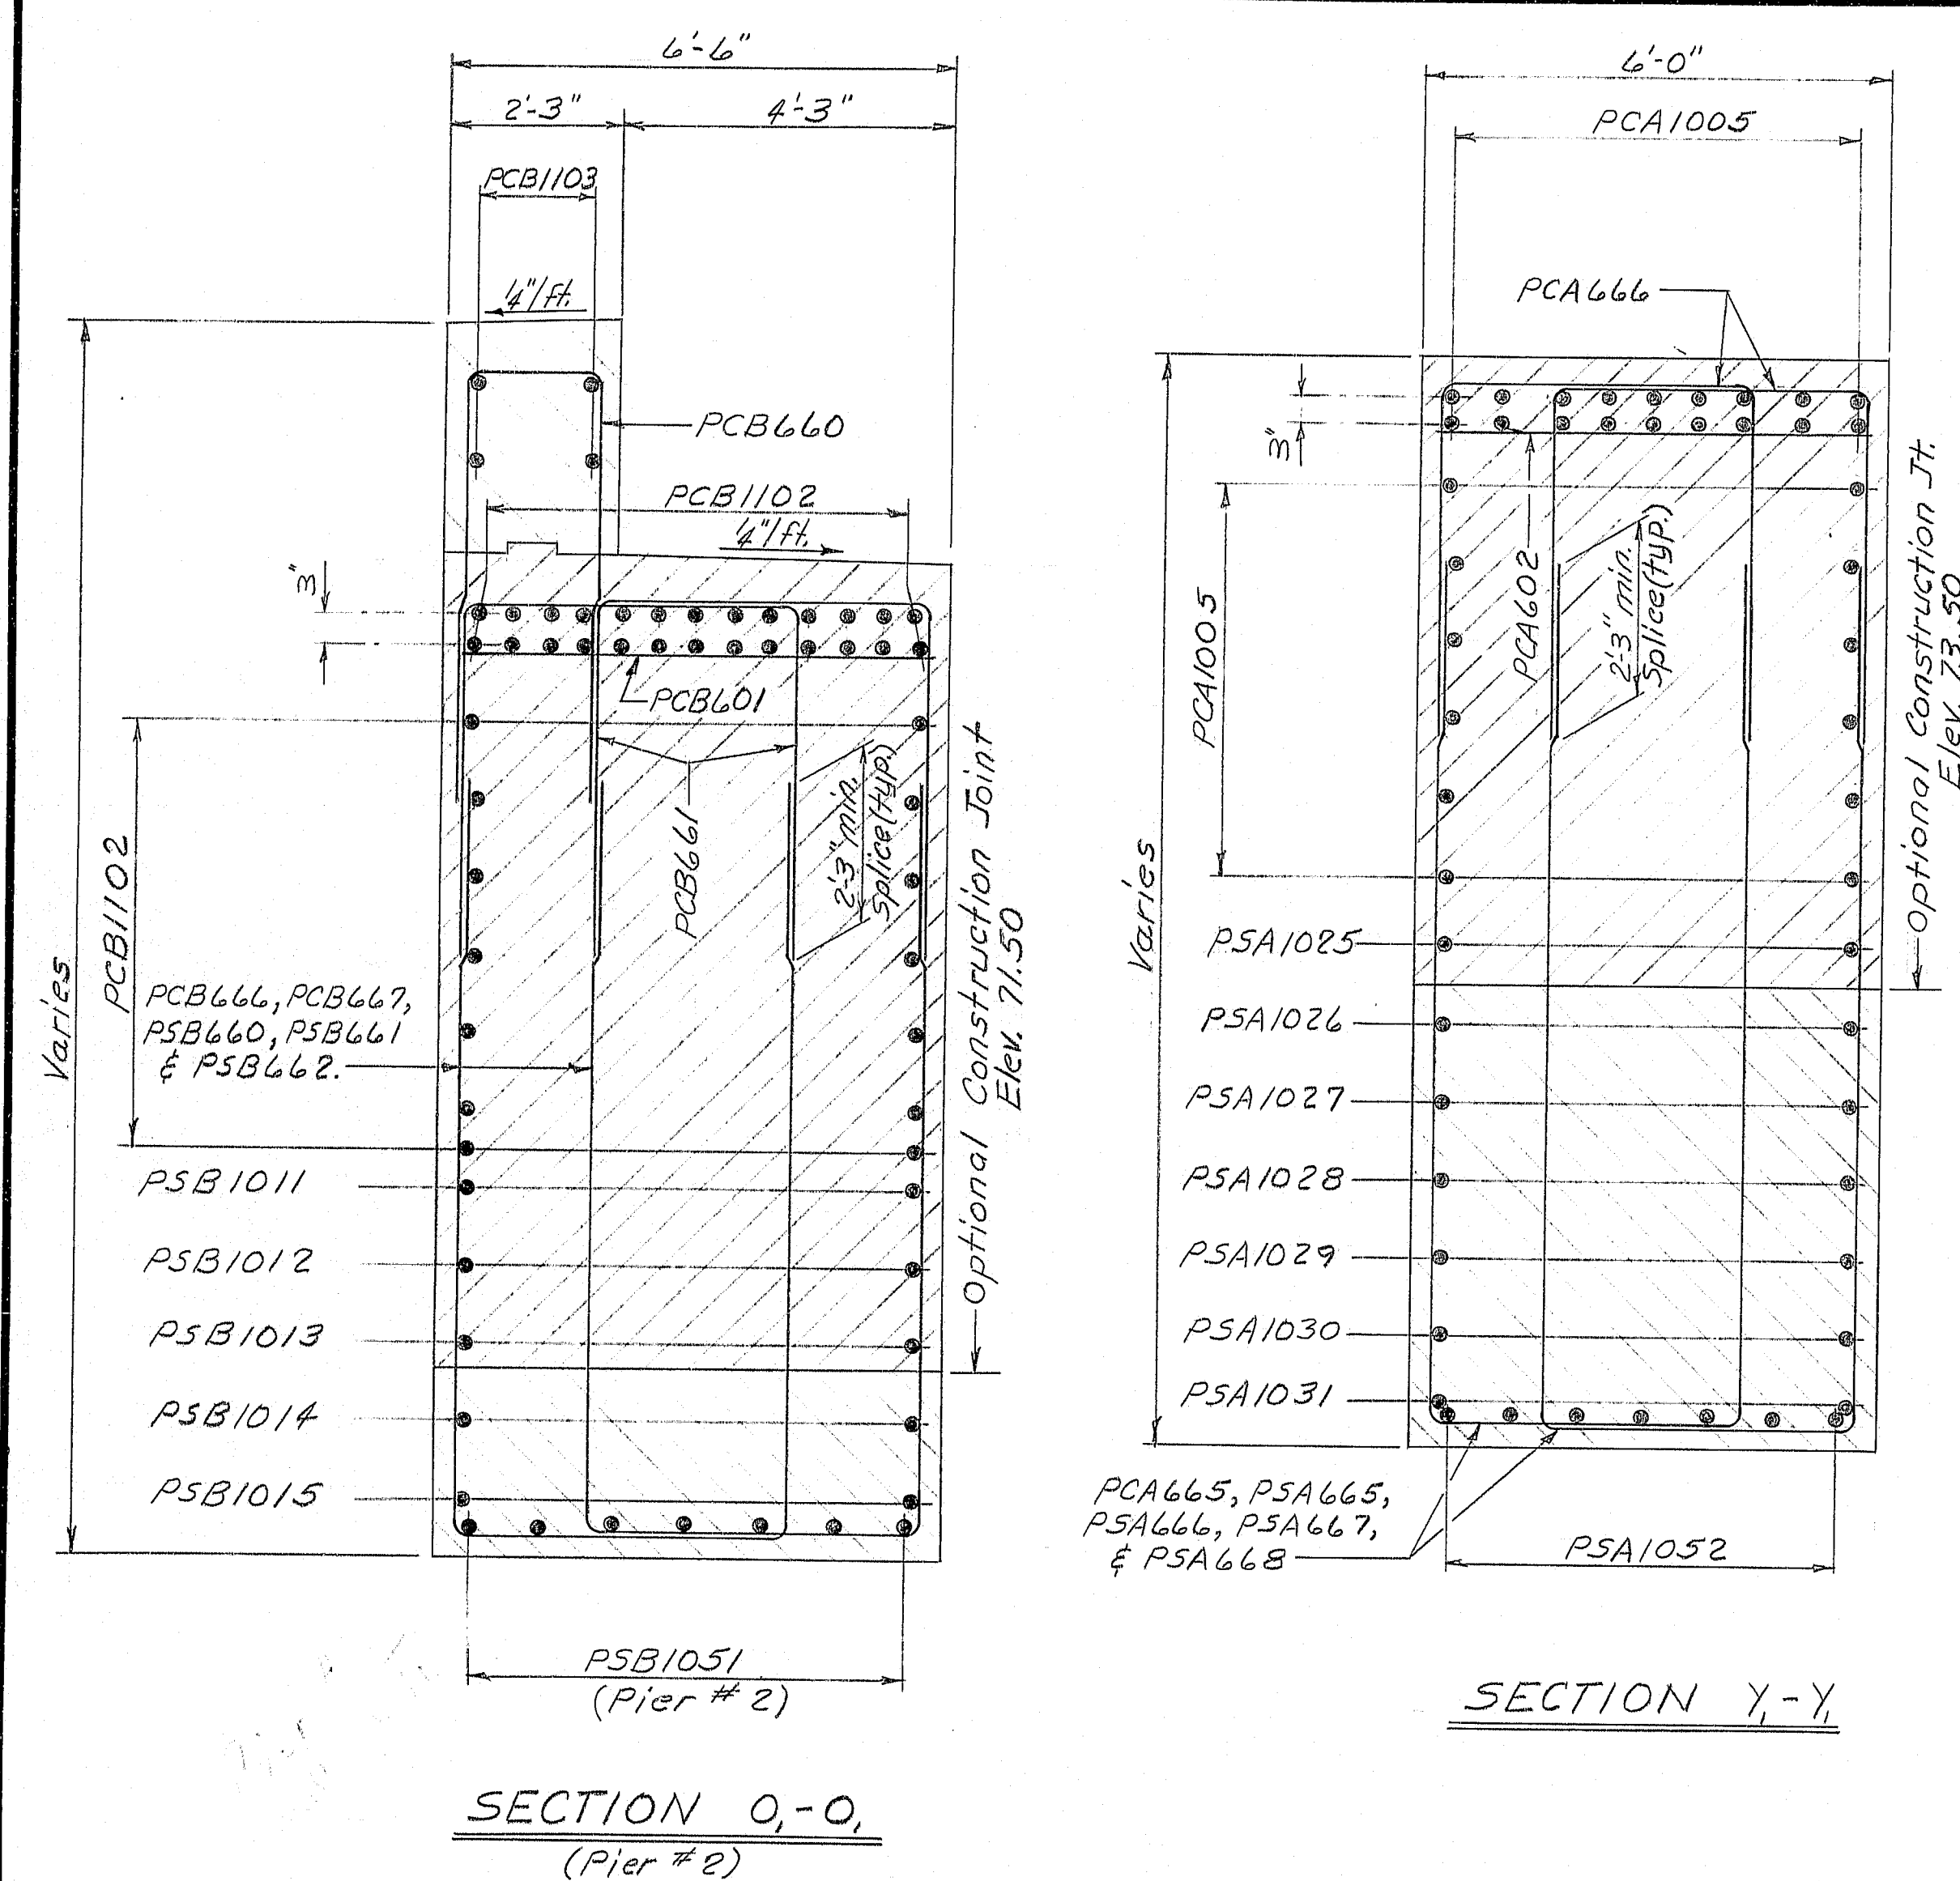 6'-6"
2'-3"
4'-3"
PCB1103
1/4"/ft.
PCB660
PCB1102
1/4"/ft.
3"
PCB601
PCB661
2'-3" min.
Splice (typ.)
PCB1102
Varies
PCB666, PCB667,
PSB660, PSB661
& PSB662.
Optional Construction Joint
Elev. 71.50
PSB1011
PSB1012
PSB1013
PSB1014
PSB1015
PSB1051
(Pier # 2)
SECTION O₁-O₁
(Pier # 2)
6'-0"
PCA1005
PCA666
3"
PCA602
2'-3" min.
Splice (typ.)
PCA1005
Varies
Optional Construction Jt.
Elev. 73.50
PSA1025
PSA1026
PSA1027
PSA1028
PSA1029
PSA1030
PSA1031
PCA665, PSA665,
PSA666, PSA667,
& PSA668
PSA1052
SECTION Y₁-Y₁